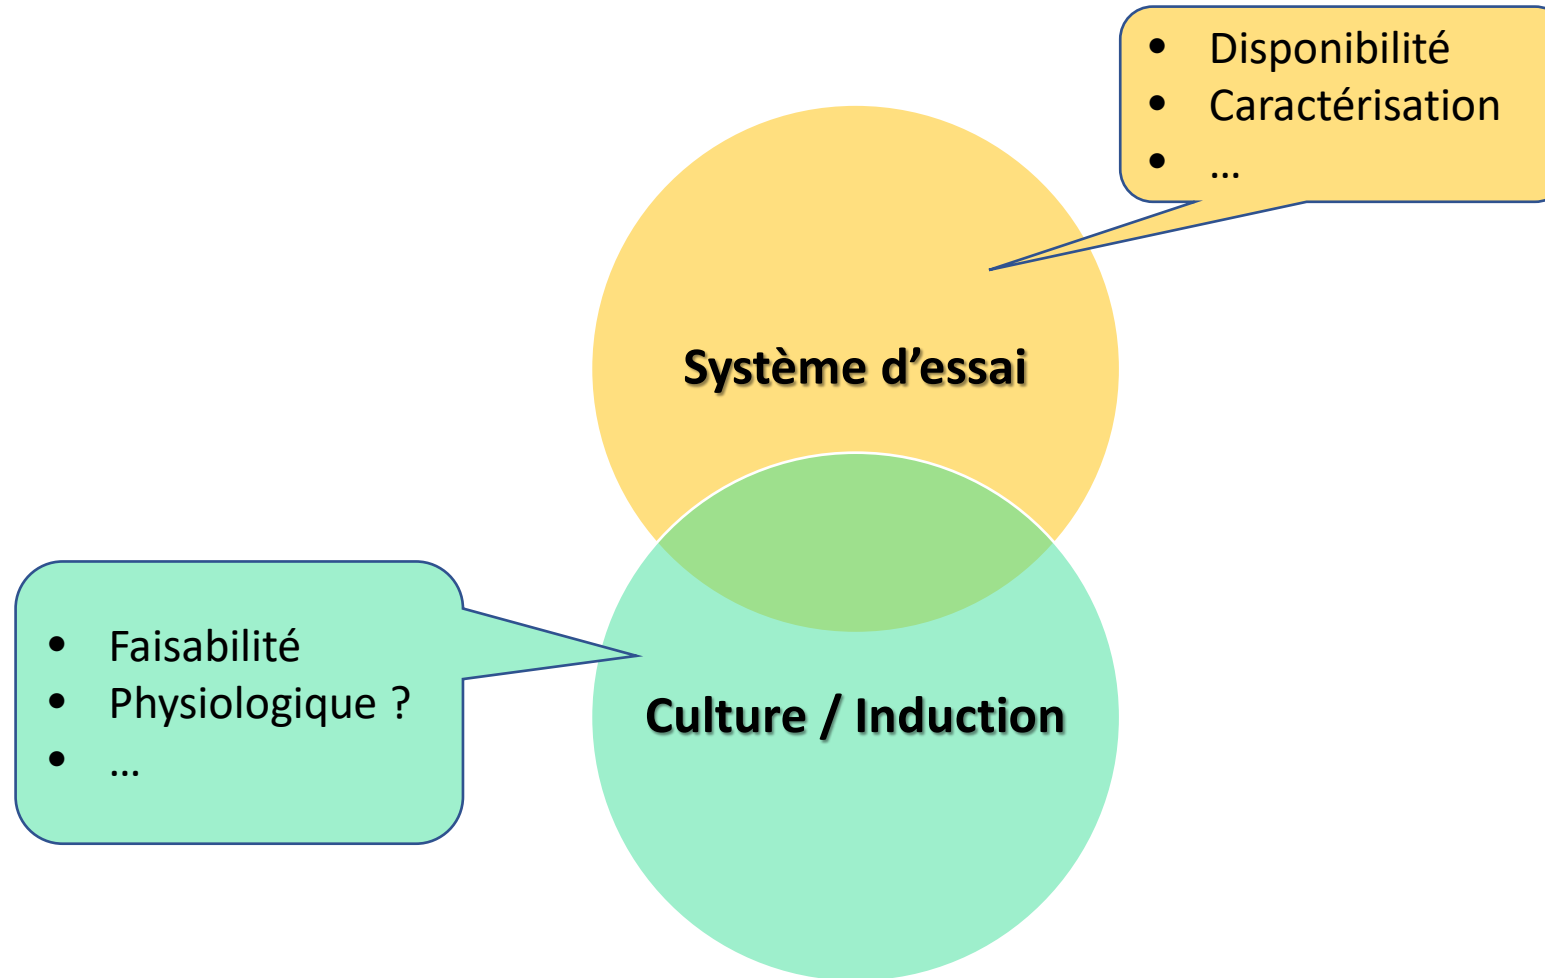 • Disponibilité
• Caractérisation
• …
Système d’essai
• Faisabilité
• Physiologique ?
• …
Culture / Induction